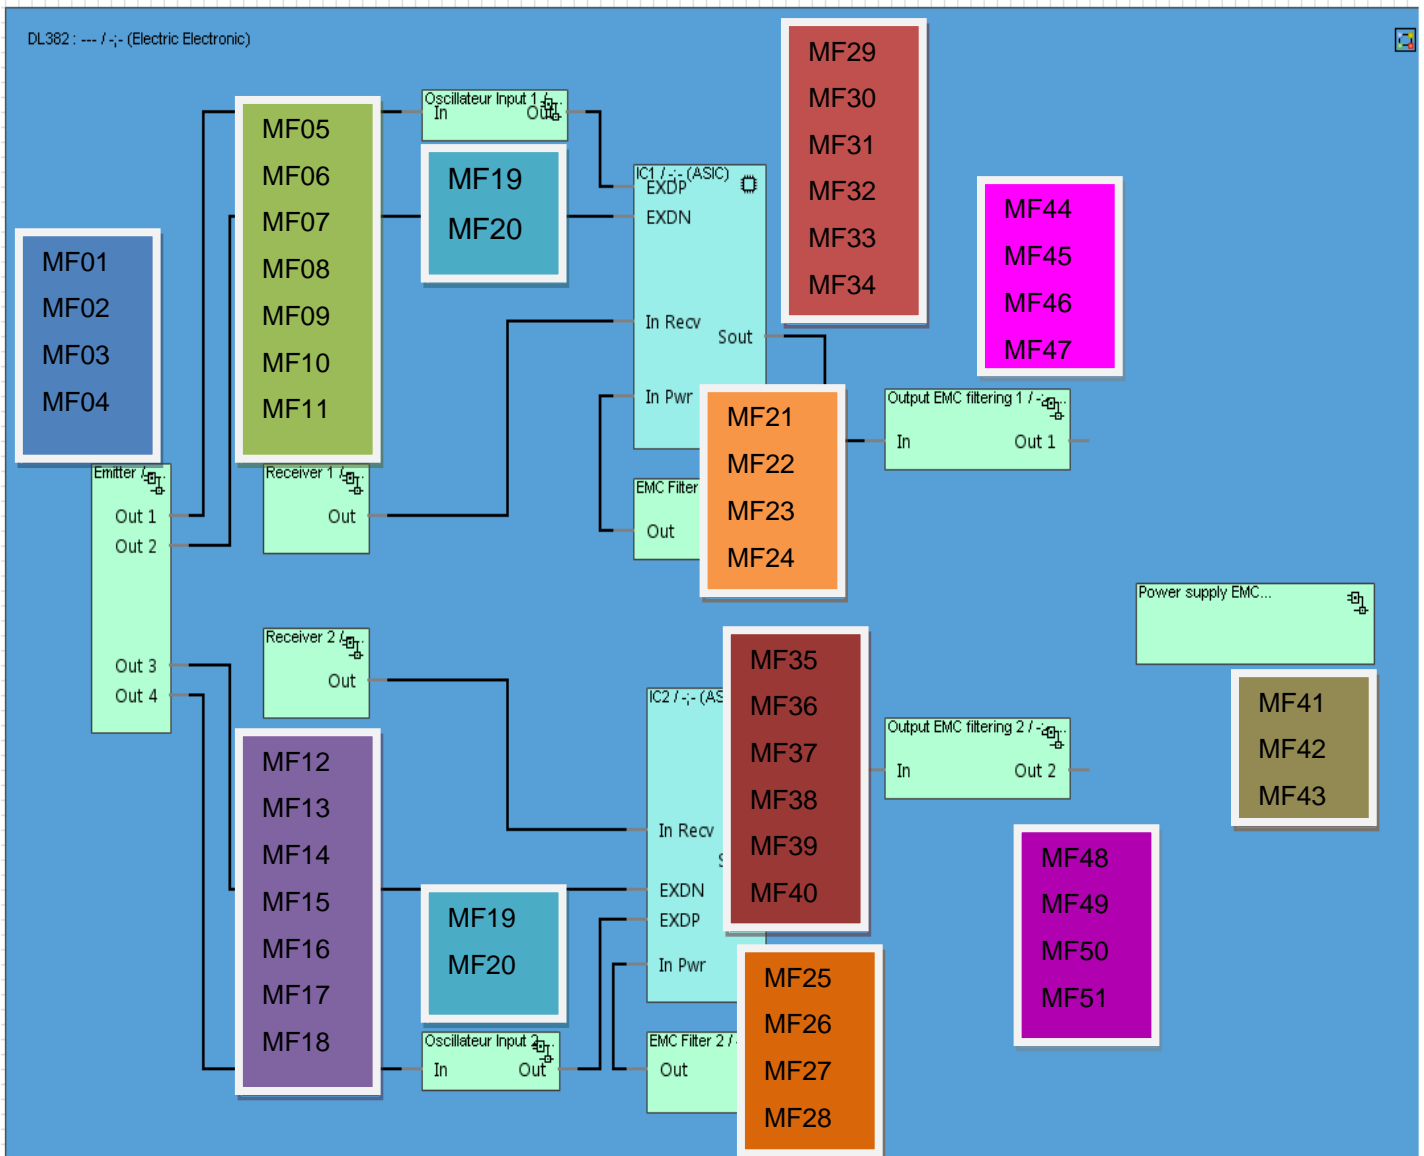 DL382 : --- / -;- (Electric Electronic)
MF01
MF02
MF03
MF04
MF05
MF06
MF07
MF08
MF09
MF10
MF11
Oscillateur Input 1 /-...
In
Out
MF19
MF20
IC1 / -;- (ASIC)
EXDP
EXDN
In Recv
Sout
In Pwr
MF29
MF30
MF31
MF32
MF33
MF34
MF44
MF45
MF46
MF47
MF21
MF22
MF23
MF24
Output EMC filtering 1 / -;-...
In
Out 1
EMC Filter
Out
Emitter /-...
Out 1
Out 2
Out 3
Out 4
Receiver 1 /-...
Out
Receiver 2 /-...
Out
Power supply EMC...
MF41
MF42
MF43
MF12
MF13
MF14
MF15
MF16
MF17
MF18
MF19
MF20
IC2 / -;- (AS
In Recv
S
EXDN
EXDP
In Pwr
MF35
MF36
MF37
MF38
MF39
MF40
Output EMC filtering 2 / -;-...
In
Out 2
MF48
MF49
MF50
MF51
Oscillateur Input 2...
In
Out
EMC Filter 2 / -
Out
MF25
MF26
MF27
MF28